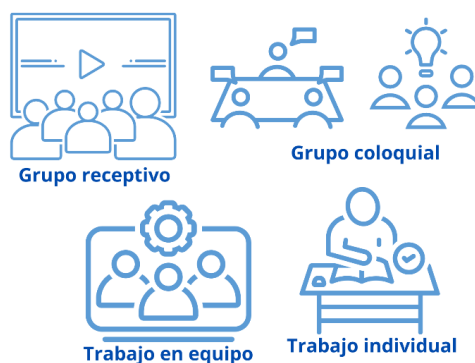 Grupo receptivo
Grupo coloquial
Trabajo en equipo
Trabajo individual